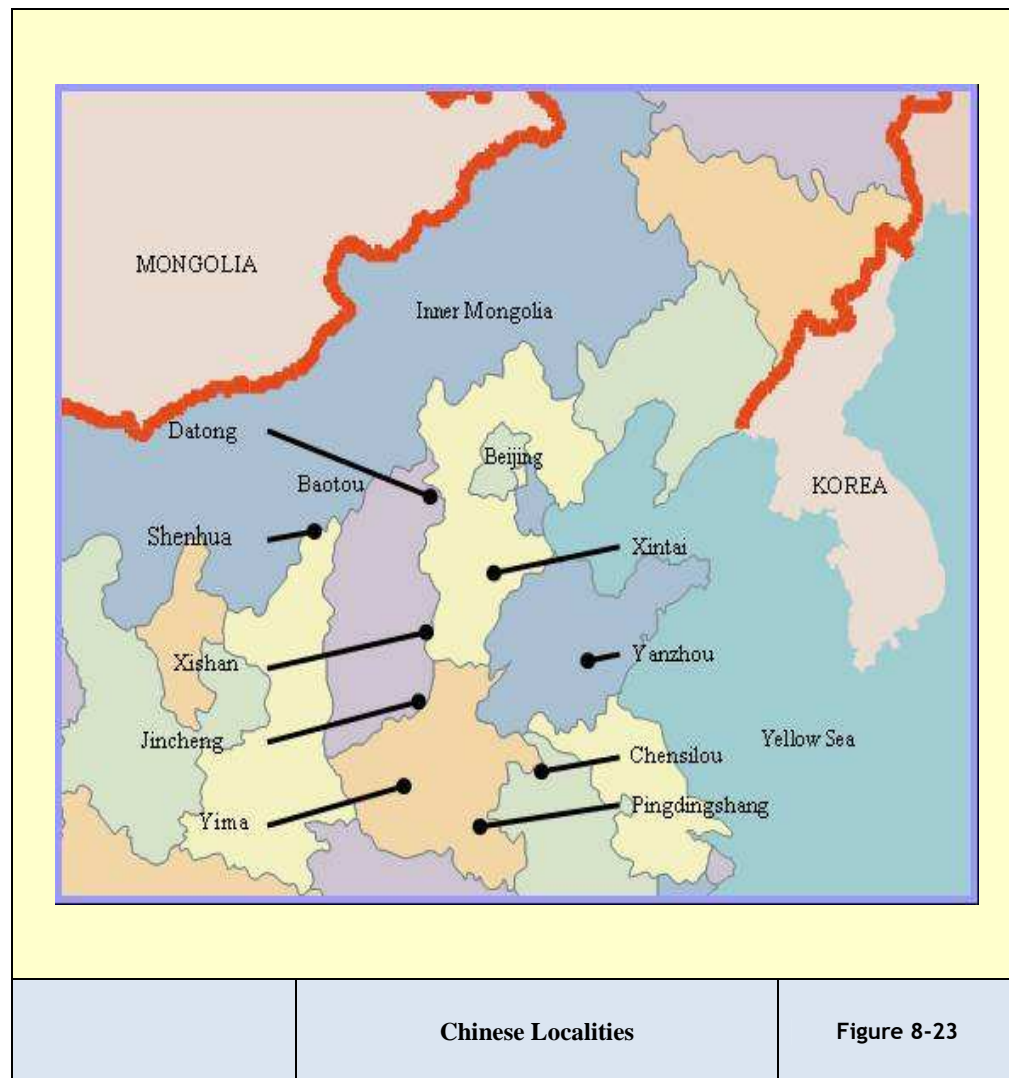 MONGOLIA
Inner Mongolia
Datong
Beijing
Baotou
KOREA
Shenhua
Xintai
Xishan
Yanzhou
Jincheng
Yellow Sea
Chensilou
Pingdingshang
Yima
Chinese Localities
Figure 8-23